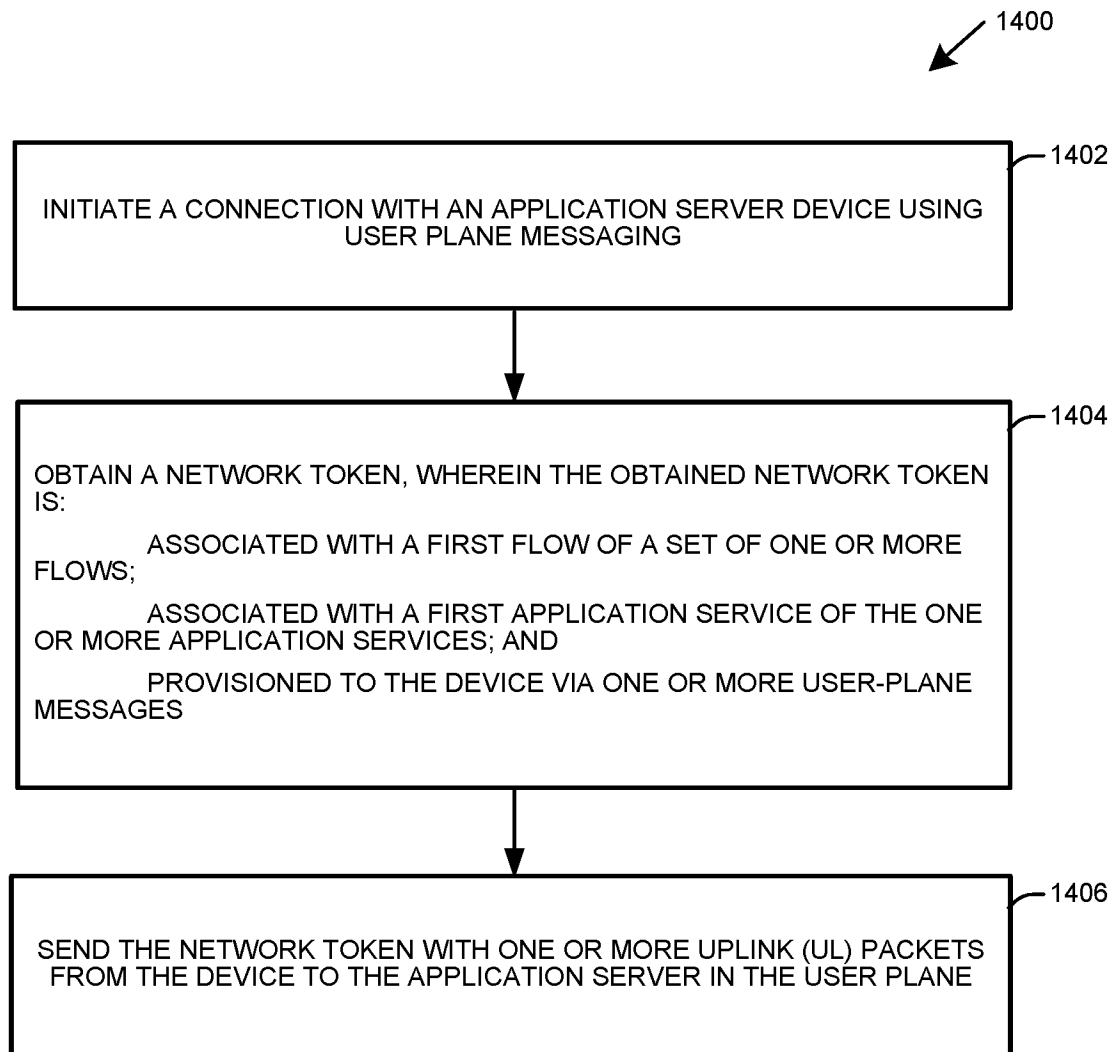 1400
1402
INITIATE A CONNECTION WITH AN APPLICATION SERVER DEVICE USING
USER PLANE MESSAGING
1404
OBTAIN A NETWORK TOKEN, WHEREIN THE OBTAINED NETWORK TOKEN
IS:
ASSOCIATED WITH A FIRST FLOW OF A SET OF ONE OR MORE
FLOWS;
ASSOCIATED WITH A FIRST APPLICATION SERVICE OF THE ONE
OR MORE APPLICATION SERVICES; AND
PROVISIONED TO THE DEVICE VIA ONE OR MORE USER-PLANE
MESSAGES
1406
SEND THE NETWORK TOKEN WITH ONE OR MORE UPLINK (UL) PACKETS
FROM THE DEVICE TO THE APPLICATION SERVER IN THE USER PLANE